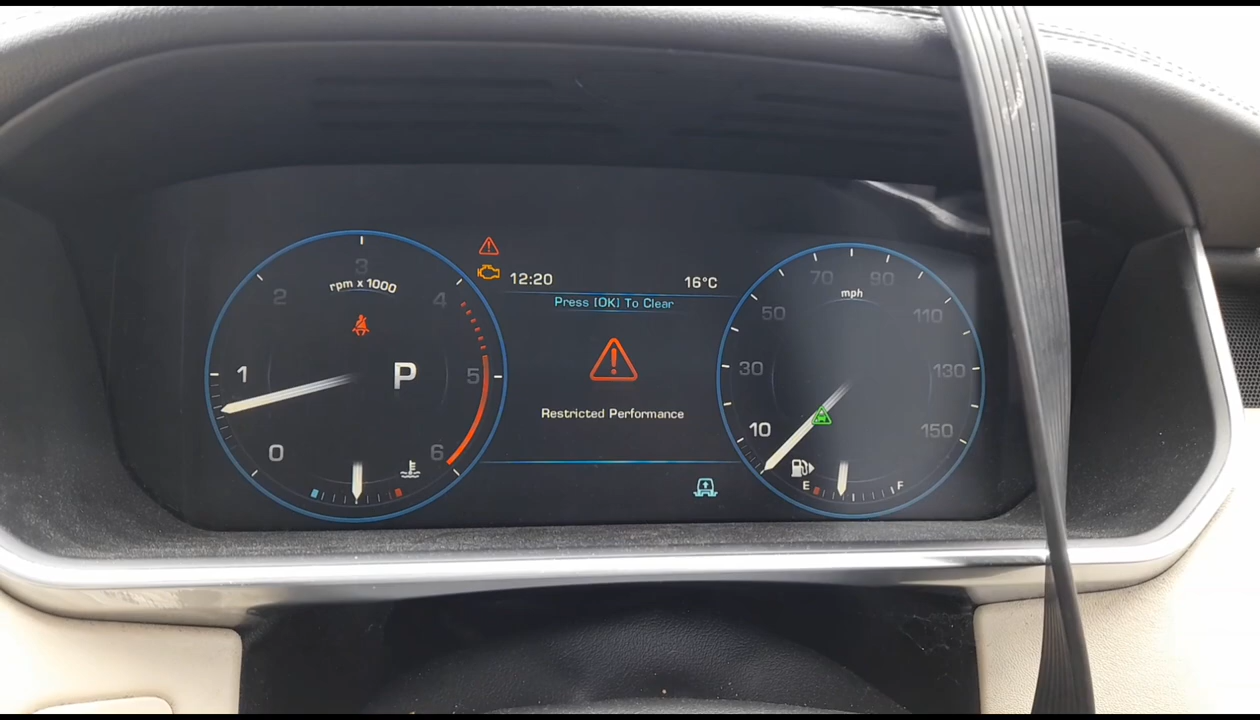 12:20
16°C
Press [OK] To Clear
Restricted Performance
rpm x 1000
0
1
2
3
4
5
6
P
mph
10
30
50
70
90
110
130
150
E
F